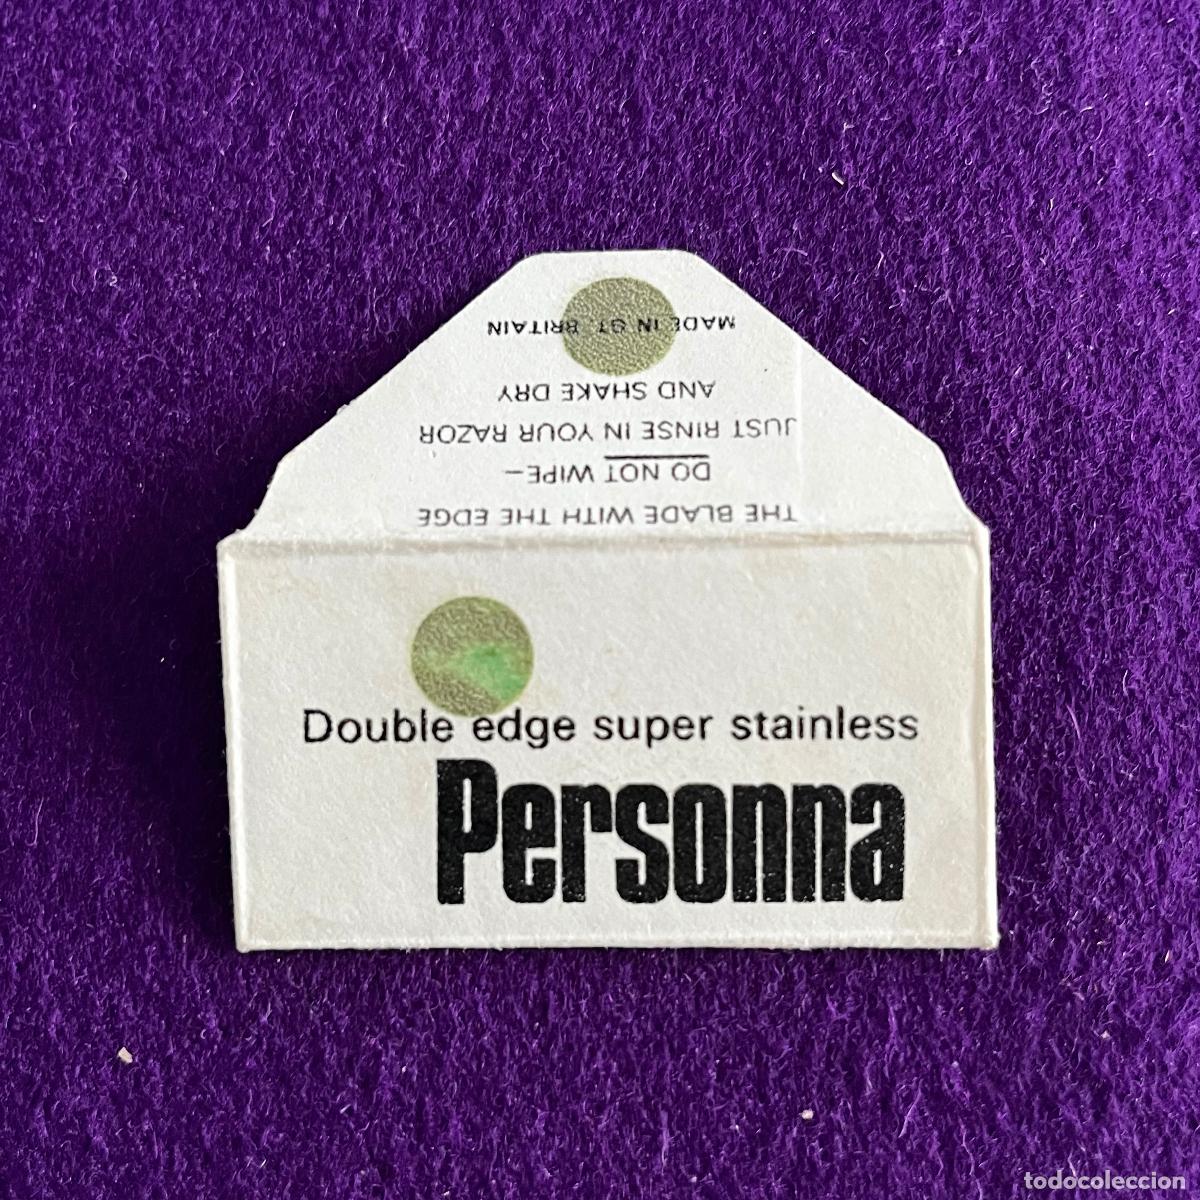 THE BLADE WITH THE EDGE
DO NOT WIPE–
JUST RINSE IN YOUR RAZOR
AND SHAKE DRY
MADE IN GT. BRITAIN
Double edge super stainless
Personna
todocoleccion